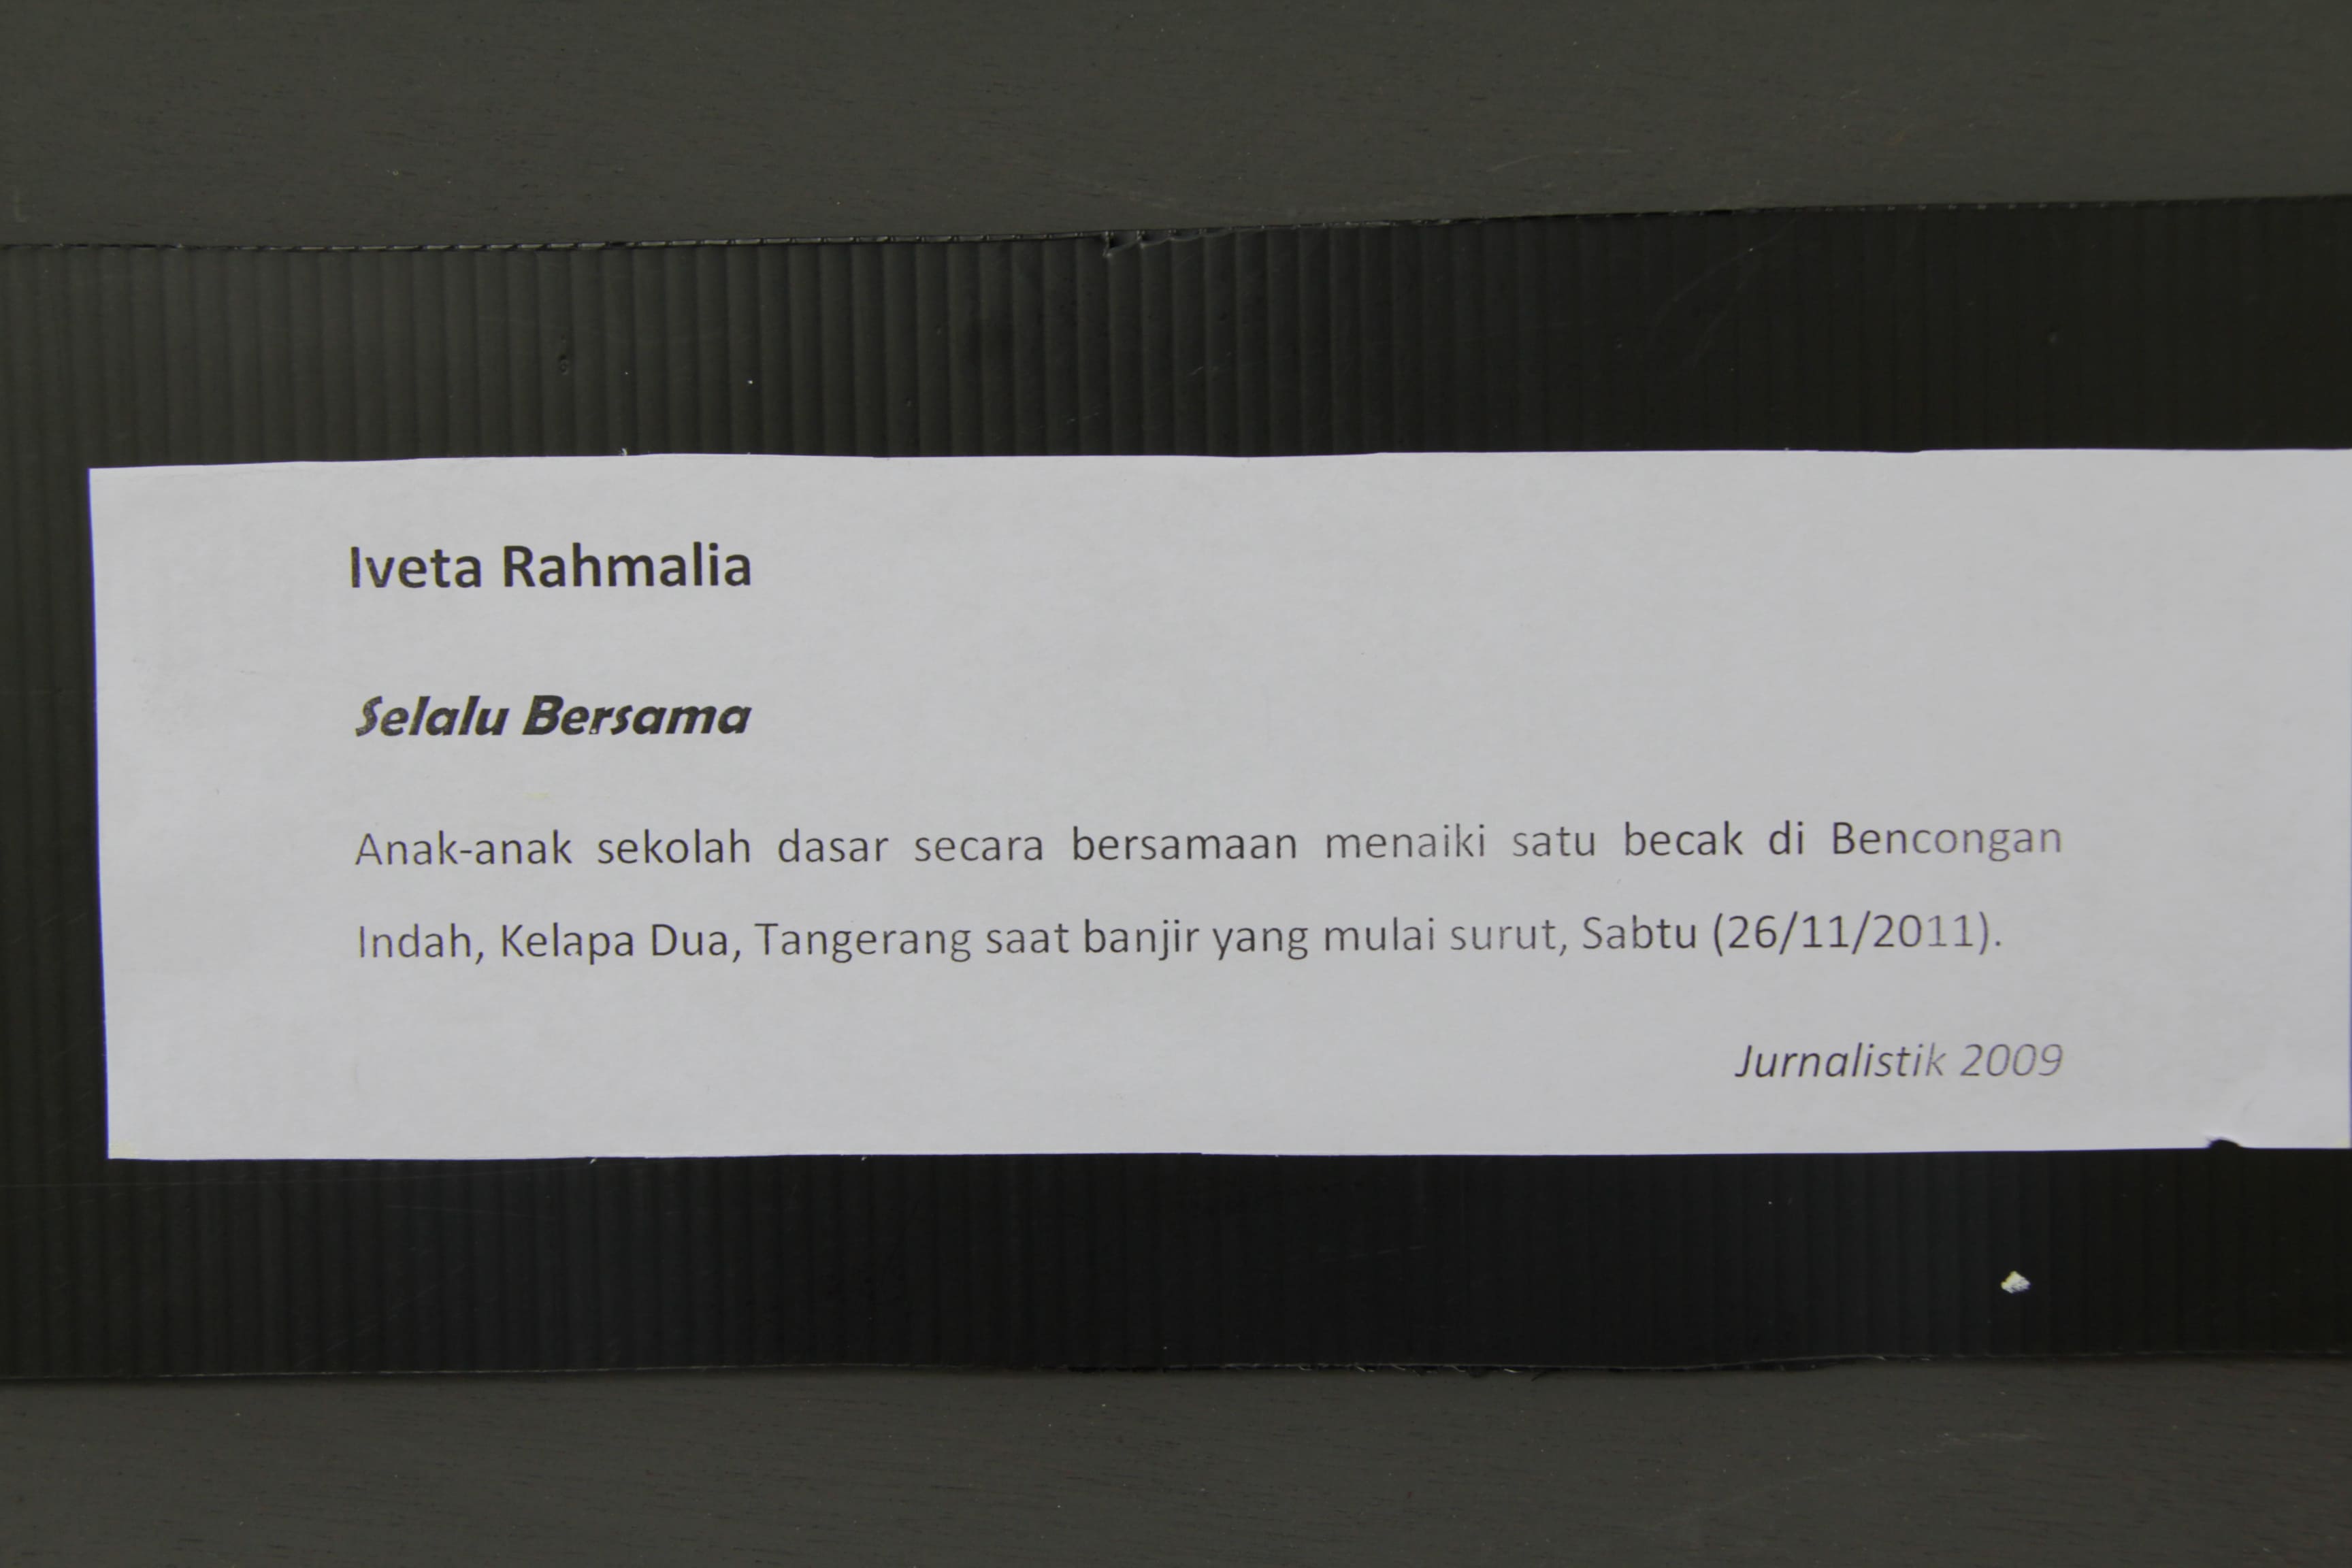 Iveta Rahmalia
Selalu Bersama
Anak-anak sekolah dasar secara bersamaan menaiki satu becak di Bencongan
Indah, Kelapa Dua, Tangerang saat banjir yang mulai surut, Sabtu (26/11/2011).
Jurnalistik 2009